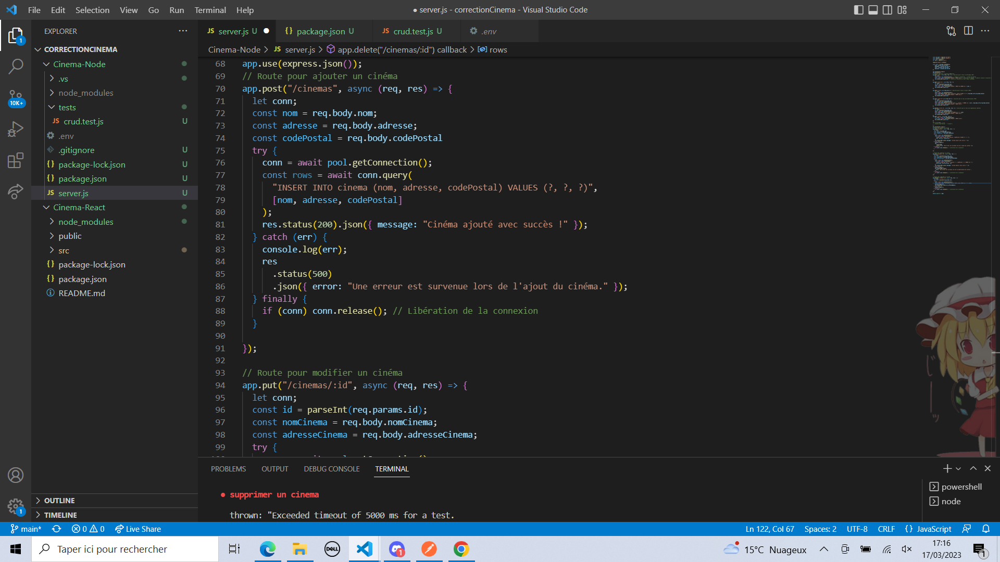 File Edit Selection View Go Run Terminal Help
● server.js - correctionCinema - Visual Studio Code
EXPLORER
CORRECTIONCINEMA
Cinema-Node
.vs
node_modules
tests
JS crud.test.js U
.env
.gitignore U
{} package-lock.json U
{} package.json U
JS server.js U
Cinema-React
node_modules
public
src
{} package-lock.json
{} package.json
README.md
OUTLINE
TIMELINE
1
10K+
1
JS server.js U ●
{} package.json U
JS crud.test.js U
.env
Cinema-Node > JS server.js > app.delete("/cinemas/:id") callback > rows
68 app.use(express.json());
69 // Route pour ajouter un cinéma
70 app.post("/cinemas", async (req, res) => {
71 let conn;
72 const nom = req.body.nom;
73 const adresse = req.body.adresse;
74 const codePostal = req.body.codePostal
75 try {
76 conn = await pool.getConnection();
77 const rows = await conn.query(
78 "INSERT INTO cinema (nom, adresse, codePostal) VALUES (?, ?, ?)",
79 [nom, adresse, codePostal]
80 );
81 res.status(200).json({ message: "Cinéma ajouté avec succès !" });
82 } catch (err) {
83 console.log(err);
84 res
85 .status(500)
86 .json({ error: "Une erreur est survenue lors de l'ajout du cinéma." });
87 } finally {
88 if (conn) conn.release(); // Libération de la connexion
89 }
90
91 });
92
93 // Route pour modifier un cinéma
94 app.put("/cinemas/:id", async (req, res) => {
95 let conn;
96 const id = parseInt(req.params.id);
97 const nomCinema = req.body.nomCinema;
98 const adresseCinema = req.body.adresseCinema;
99 try {
PROBLEMS OUTPUT DEBUG CONSOLE TERMINAL
● supprimer un cinema
thrown: "Exceeded timeout of 5000 ms for a test.
powershell
node
main* 0 0 Live Share
Ln 122, Col 67 Spaces: 2 UTF-8 CRLF {} JavaScript
Taper ici pour rechercher
DELL
1
15°C Nuageux
17:16
17/03/2023
1